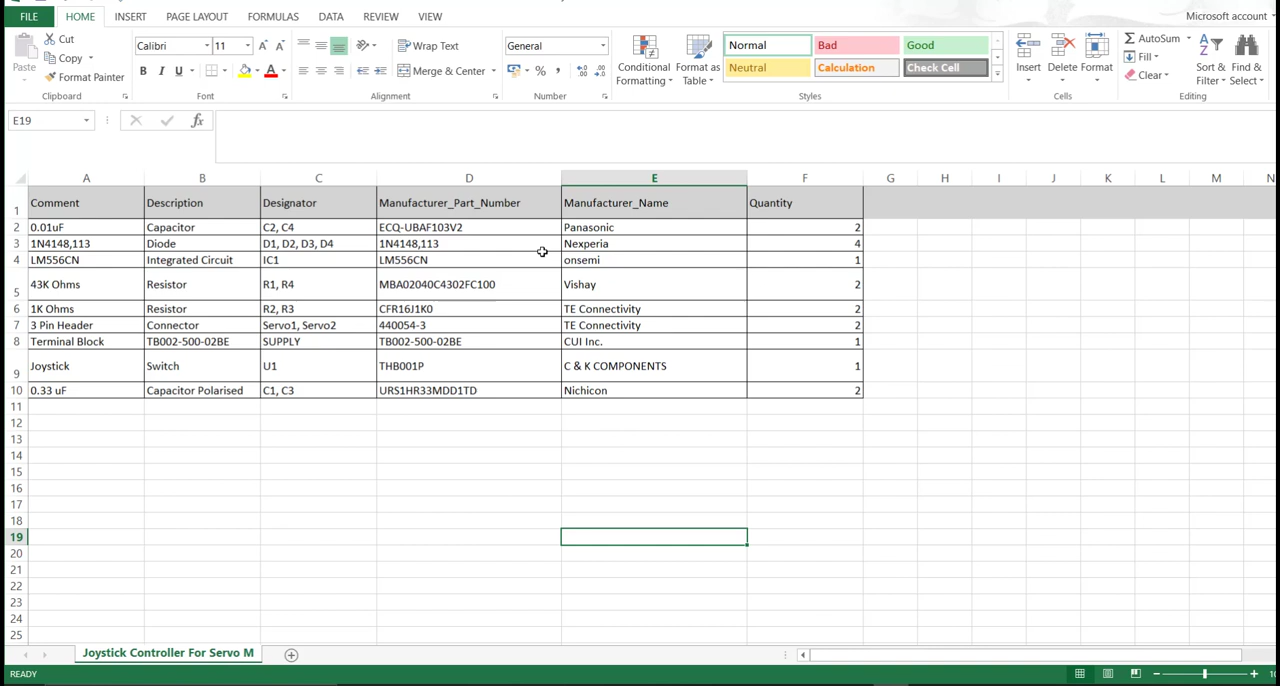 FILE HOME INSERT PAGE LAYOUT FORMULAS DATA REVIEW VIEW Microsoft account
Paste Cut Copy Format Painter Clipboard
Calibri 11 A A B I U A Font
Wrap Text Merge & Center Alignment
General % , Number
Conditional Formatting Format as Table Normal Bad Good Neutral Calculation Check Cell Styles
Insert Delete Format Cells
AutoSum Fill Clear Sort & Filter Find & Select Editing
E19 fx
A B C D E F G H I J K L M N
1 Comment Description Designator Manufacturer_Part_Number Manufacturer_Name Quantity
2 0.01uF Capacitor C2, C4 ECQ-UBAF103V2 Panasonic 2
3 1N4148,113 Diode D1, D2, D3, D4 1N4148,113 Nexperia 4
4 LM556CN Integrated Circuit IC1 LM556CN onsemi 1
5 43K Ohms Resistor R1, R4 MBA02040C4302FC100 Vishay 2
6 1K Ohms Resistor R2, R3 CFR16J1K0 TE Connectivity 2
7 3 Pin Header Connector Servo1, Servo2 440054-3 TE Connectivity 2
8 Terminal Block TB002-500-02BE SUPPLY TB002-500-02BE CUI Inc. 1
9 Joystick Switch U1 THB001P C & K COMPONENTS 1
10 0.33 uF Capacitor Polarised C1, C3 URS1HR33MDD1TD Nichicon 2
11
12
13
14
15
16
17
18
19
20
21
22
23
24
25
Joystick Controller For Servo M
READY